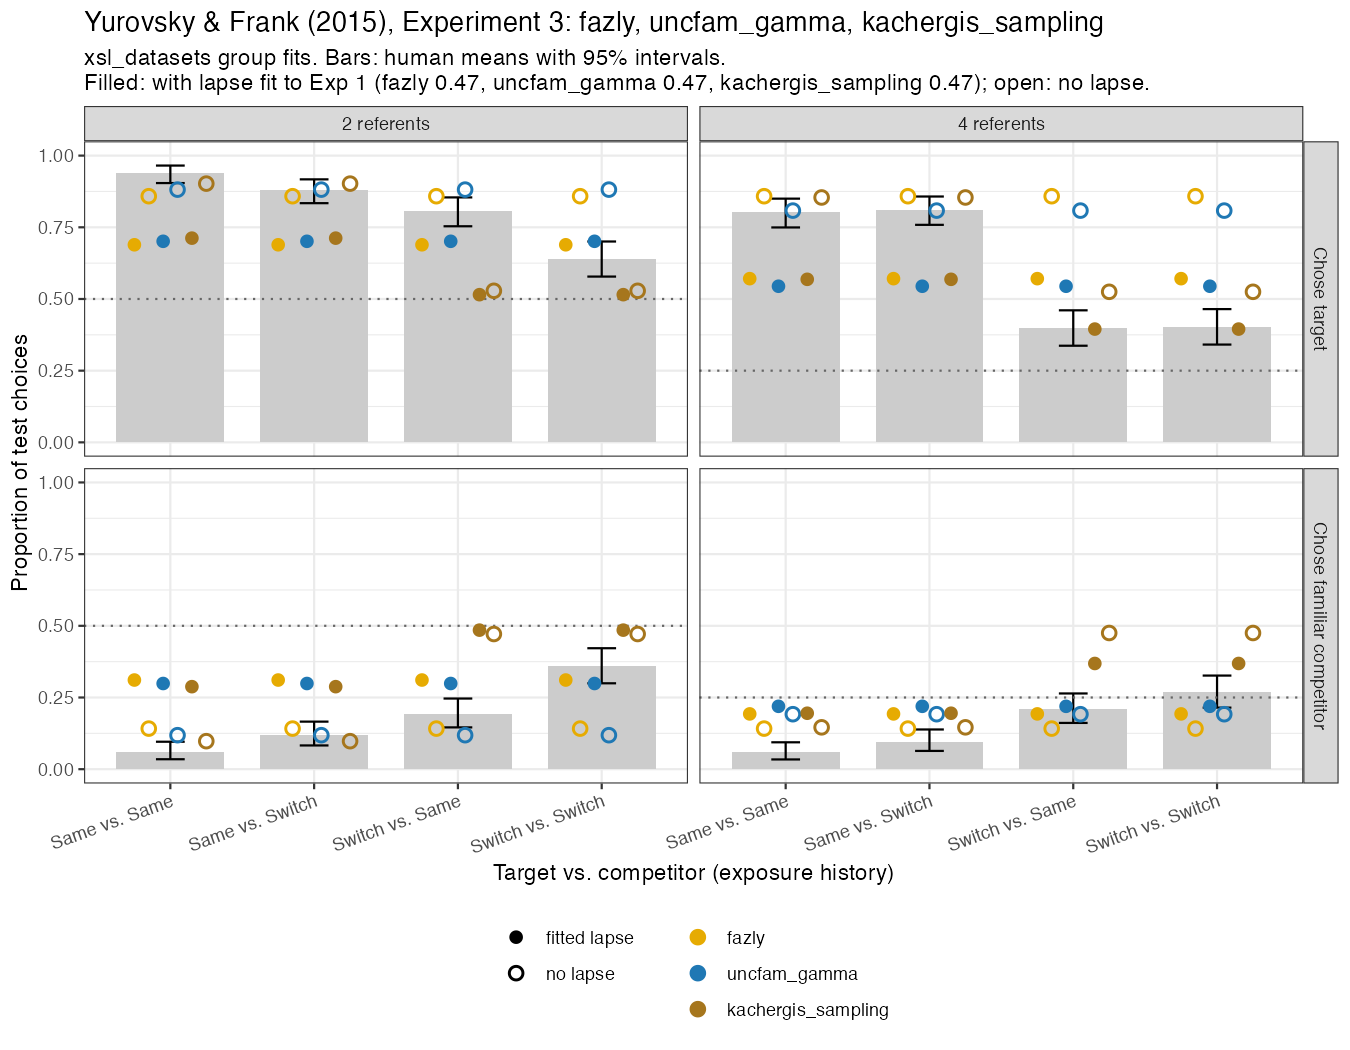 Yurovsky & Frank (2015), Experiment 3: fazly, uncfam_gamma, kachergis_sampling
xsl_datasets group fits. Bars: human means with 95% intervals.
Filled: with lapse fit to Exp 1 (fazly 0.47, uncfam_gamma 0.47, kachergis_sampling 0.47); open: no lapse.
2 referents
4 referents
1.00
0.75
0.50
0.25
0.00
Chose target
1.00
0.75
0.50
0.25
0.00
Chose familiar competitor
Proportion of test choices
Same vs. Same
Same vs. Switch
Switch vs. Same
Switch vs. Switch
Same vs. Same
Same vs. Switch
Switch vs. Same
Switch vs. Switch
Target vs. competitor (exposure history)
fitted lapse
no lapse
fazly
uncfam_gamma
kachergis_sampling